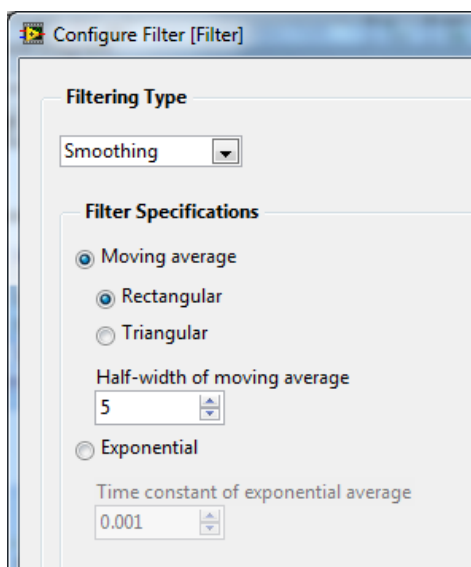 Configure Filter [Filter]
Filtering Type
Smoothing
Filter Specifications
Moving average
Rectangular
Triangular
Half-width of moving average
5
Exponential
Time constant of exponential average
0.001